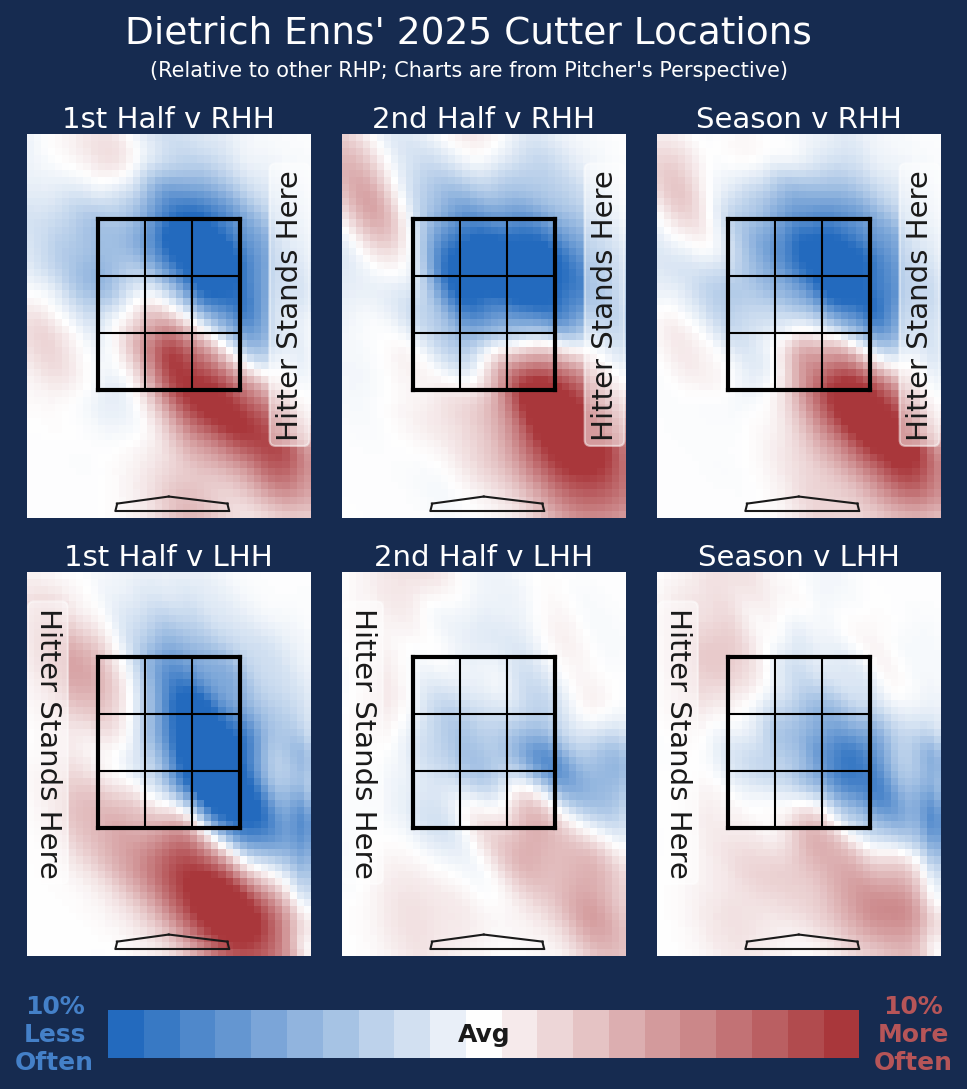 Dietrich Enns' 2025 Cutter Locations
(Relative to other RHP; Charts are from Pitcher's Perspective)
1st Half v RHH
2nd Half v RHH
Season v RHH
Hitter Stands Here
Hitter Stands Here
Hitter Stands Here
1st Half v LHH
2nd Half v LHH
Season v LHH
Hitter Stands Here
Hitter Stands Here
Hitter Stands Here
10%
Less
Often
Avg
10%
More
Often